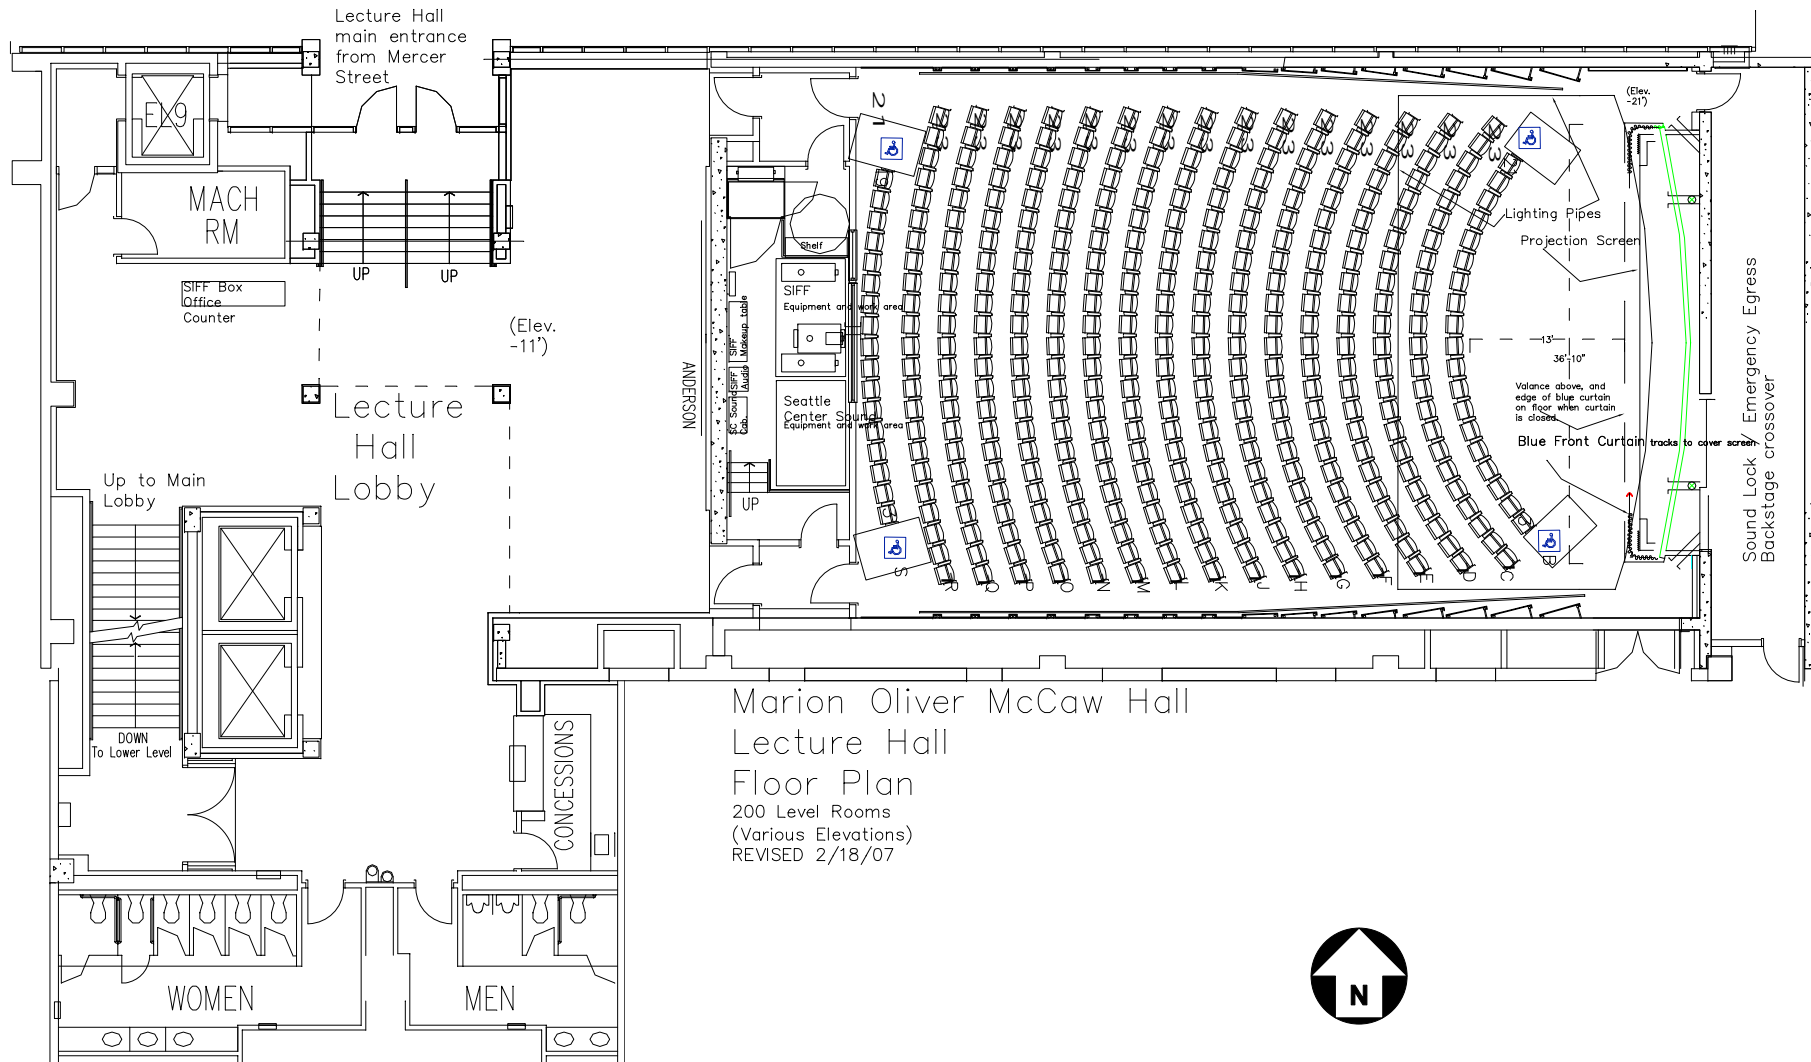 Lecture Hall
main entrance
from Mercer
Street
EL9
MACH
RM
UP
UP
SIFF Box
Office
Counter
(Elev.
-11')
Lecture
Hall
Lobby
Up to Main
Lobby
DOWN
To Lower Level
CONCESSIONS
WOMEN
MEN
ANDERSON
Shelf
SIFF
Equipment and work area
SIFF
Makeup table
SIFF
Audio
SC Sound
Cab.
Seattle
Center Sound
Equipment and work area
UP
21
3
S
R
Q
P
O
N
M
L
K
J
H
G
F
E
D
C
B
(Elev.
-21')
Lighting Pipes
Projection Screen
13'
36'-10"
Valance above, and
edge of blue curtain
on floor when curtain
is closed.
Blue Front Curtain tracks to cover screen
Sound Lock / Emergency Egress
Backstage crossover
Marion Oliver McCaw Hall
Lecture Hall
Floor Plan
200 Level Rooms
(Various Elevations)
REVISED 2/18/07
N